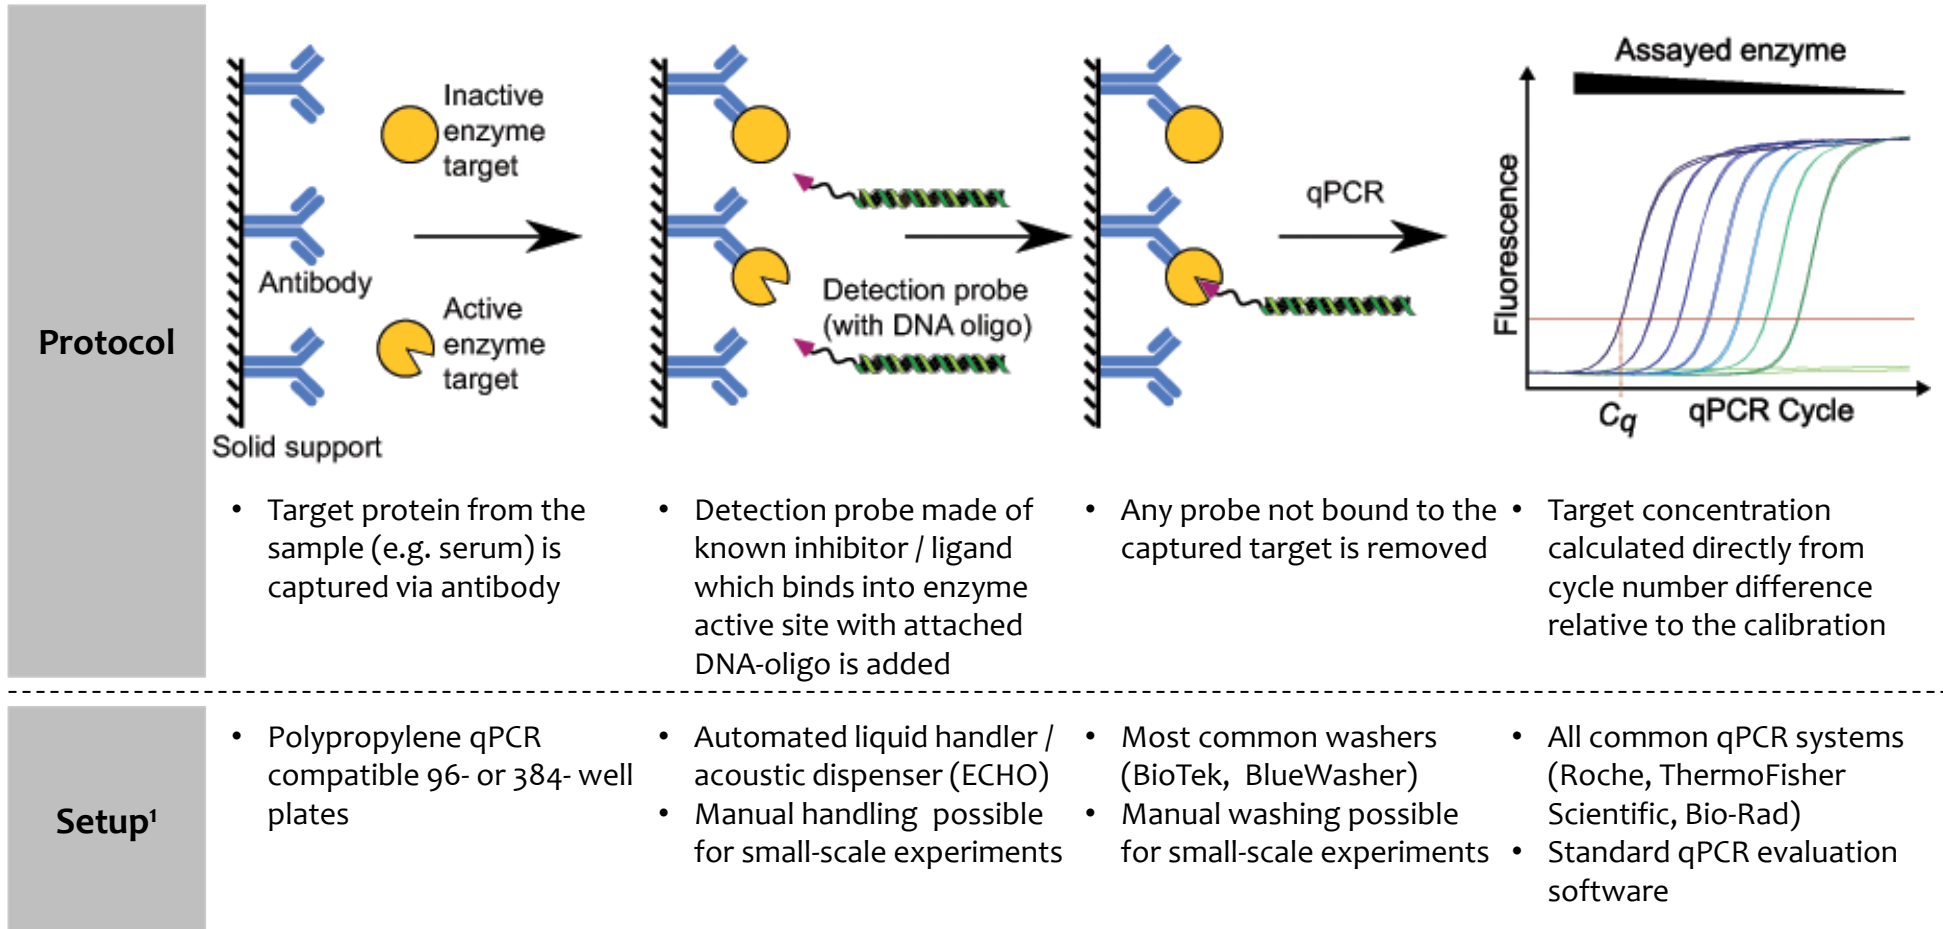 Protocol
Inactive
enzyme
target
Antibody
Active
enzyme
target
Solid support
Detection probe
(with DNA oligo)
qPCR
Assayed enzyme
Fluorescence
Cq
qPCR Cycle
• Target protein from the
sample (e.g. serum) is
captured via antibody
• Detection probe made of
known inhibitor / ligand
which binds into enzyme
active site with attached
DNA-oligo is added
• Any probe not bound to the
captured target is removed
• Target concentration
calculated directly from
cycle number difference
relative to the calibration
Setup¹
• Polypropylene qPCR
compatible 96- or 384- well
plates
• Automated liquid handler /
acoustic dispenser (ECHO)
• Manual handling possible
for small-scale experiments
• Most common washers
(BioTek, BlueWasher)
• Manual washing possible
for small-scale experiments
• All common qPCR systems
(Roche, ThermoFisher
Scientific, Bio-Rad)
• Standard qPCR evaluation
software